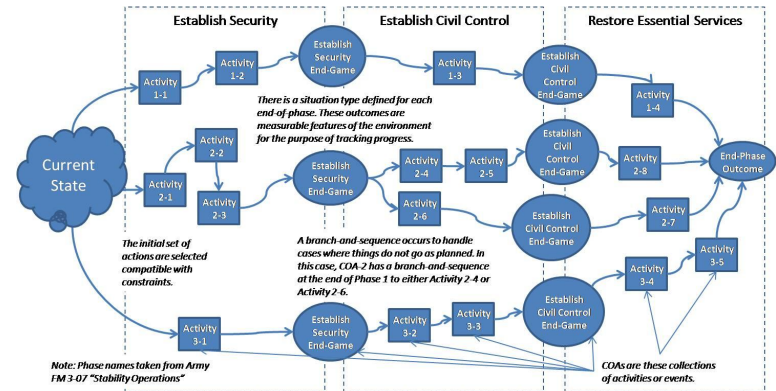 Establish Security
Establish Civil Control
Restore Essential Services
Activity
1-1
Activity
1-2
Establish
Security
End-Game
Activity
1-3
Establish
Civil
Control
End-Game
Activity
1-4
There is a situation type defined for each
end-of-phase. These outcomes are
measurable features of the environment
for the purpose of tracking progress.
Current
State
Activity
2-1
Activity
2-2
Activity
2-3
Establish
Security
End-Game
Activity
2-4
Activity
2-5
Activity
2-6
Establish
Civil
Control
End-Game
Establish
Civil Control
End-Game
Activity
2-8
Activity
2-7
End-Phase
Outcome
The initial set of
actions are selected
compatible with
constraints.
A branch-and-sequence occurs to handle
cases where things do not go as planned. In
this case, COA-2 has a branch-and-sequence
at the end of Phase 1 to either Activity 2-4 or
Activity 2-6.
Activity
3-1
Establish
Security
End-Game
Activity
3-2
Activity
3-3
Establish
Civil Control
End-Game
Activity
3-4
Activity
3-5
Note: Phase names taken from Army
FM 3-07 “Stability Operations”
COAs are these collections
of activities or events.